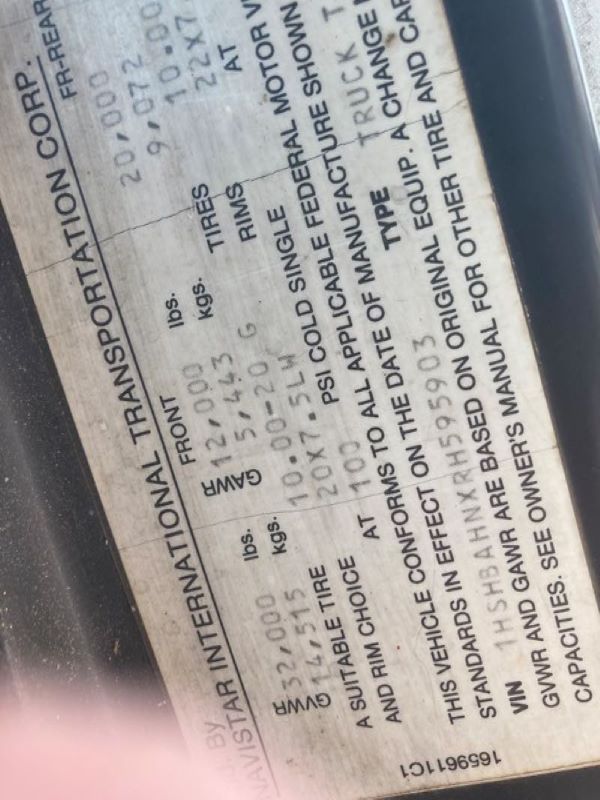 . BY
NAVISTAR INTERNATIONAL TRANSPORTATION CORP.
FRONT FR-REAR
GVWR 32,000 lbs. GAWR 12,000 lbs. 20,000
14,515 kgs. 5,443 kgs. 9,072
A SUITABLE TIRE 10.00-20 G TIRES 10.00
AND RIM CHOICE 20X7.5LW RIMS 22X7.
AT 100 PSI COLD SINGLE AT
THIS VEHICLE CONFORMS TO ALL APPLICABLE FEDERAL MOTOR V
STANDARDS IN EFFECT ON THE DATE OF MANUFACTURE SHOWN
VIN 1HSHBAHNXRH595903 TYPE TRUCK T
GVWR AND GAWR ARE BASED ON ORIGINAL EQUIP. A CHANGE
CAPACITIES. SEE OWNER'S MANUAL FOR OTHER TIRE AND CAP
1659611C1